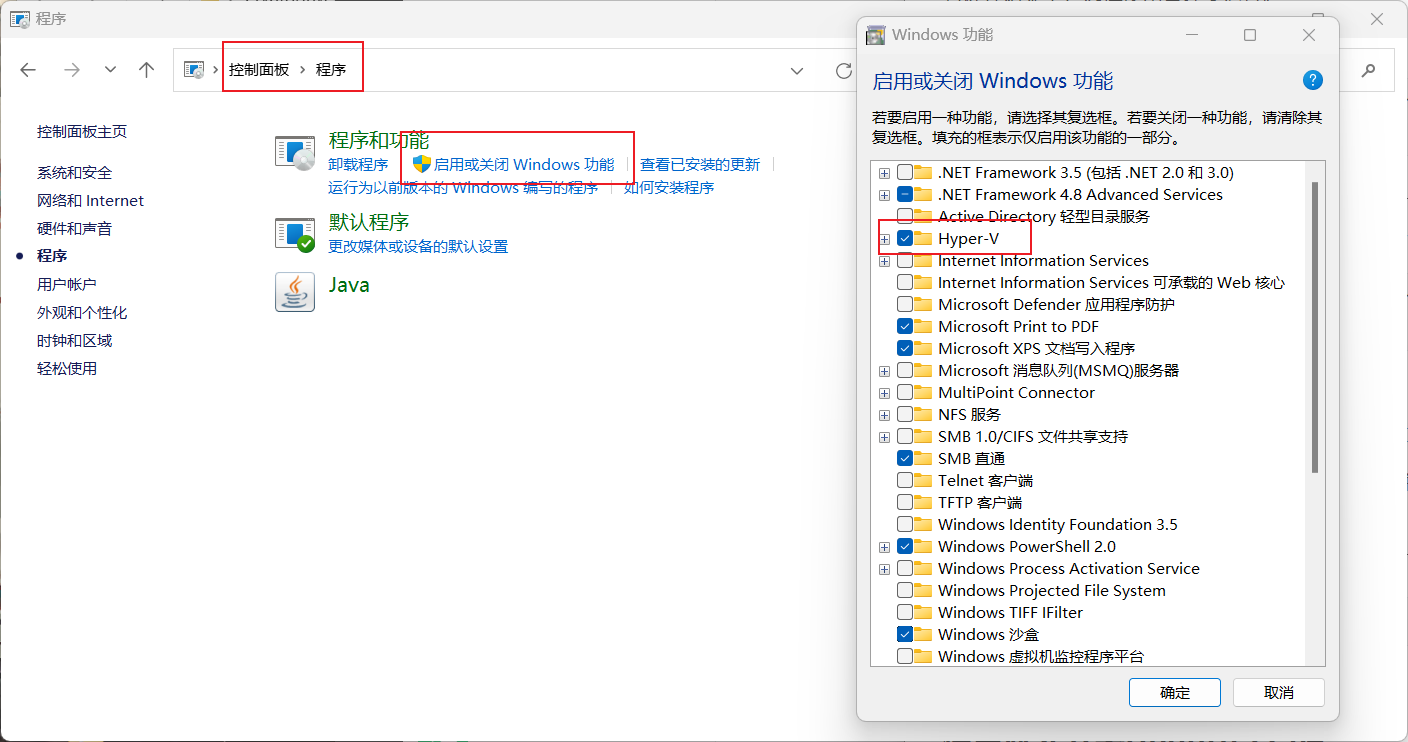 程序
控制面板 › 程序
控制面板主页
系统和安全
网络和 Internet
硬件和声音
程序
用户帐户
外观和个性化
时钟和区域
轻松使用
程序和功能
卸载程序
启用或关闭 Windows 功能
查看已安装的更新
运行为以前版本的 Windows 编写的程序
如何安装程序
默认程序
更改媒体或设备的默认设置
Java
Windows 功能
启用或关闭 Windows 功能
若要启用一种功能，请选择其复选框。若要关闭一种功能，请清除其
复选框。填充的框表示仅启用该功能的一部分。
.NET Framework 3.5 (包括 .NET 2.0 和 3.0)
.NET Framework 4.8 Advanced Services
Active Directory 轻型目录服务
Hyper-V
Internet Information Services
Internet Information Services 可承载的 Web 核心
Microsoft Defender 应用程序防护
Microsoft Print to PDF
Microsoft XPS 文档写入程序
Microsoft 消息队列(MSMQ)服务器
MultiPoint Connector
NFS 服务
SMB 1.0/CIFS 文件共享支持
SMB 直通
Telnet 客户端
TFTP 客户端
Windows Identity Foundation 3.5
Windows PowerShell 2.0
Windows Process Activation Service
Windows Projected File System
Windows TIFF IFilter
Windows 沙盒
Windows 虚拟机监控程序平台
确定
取消